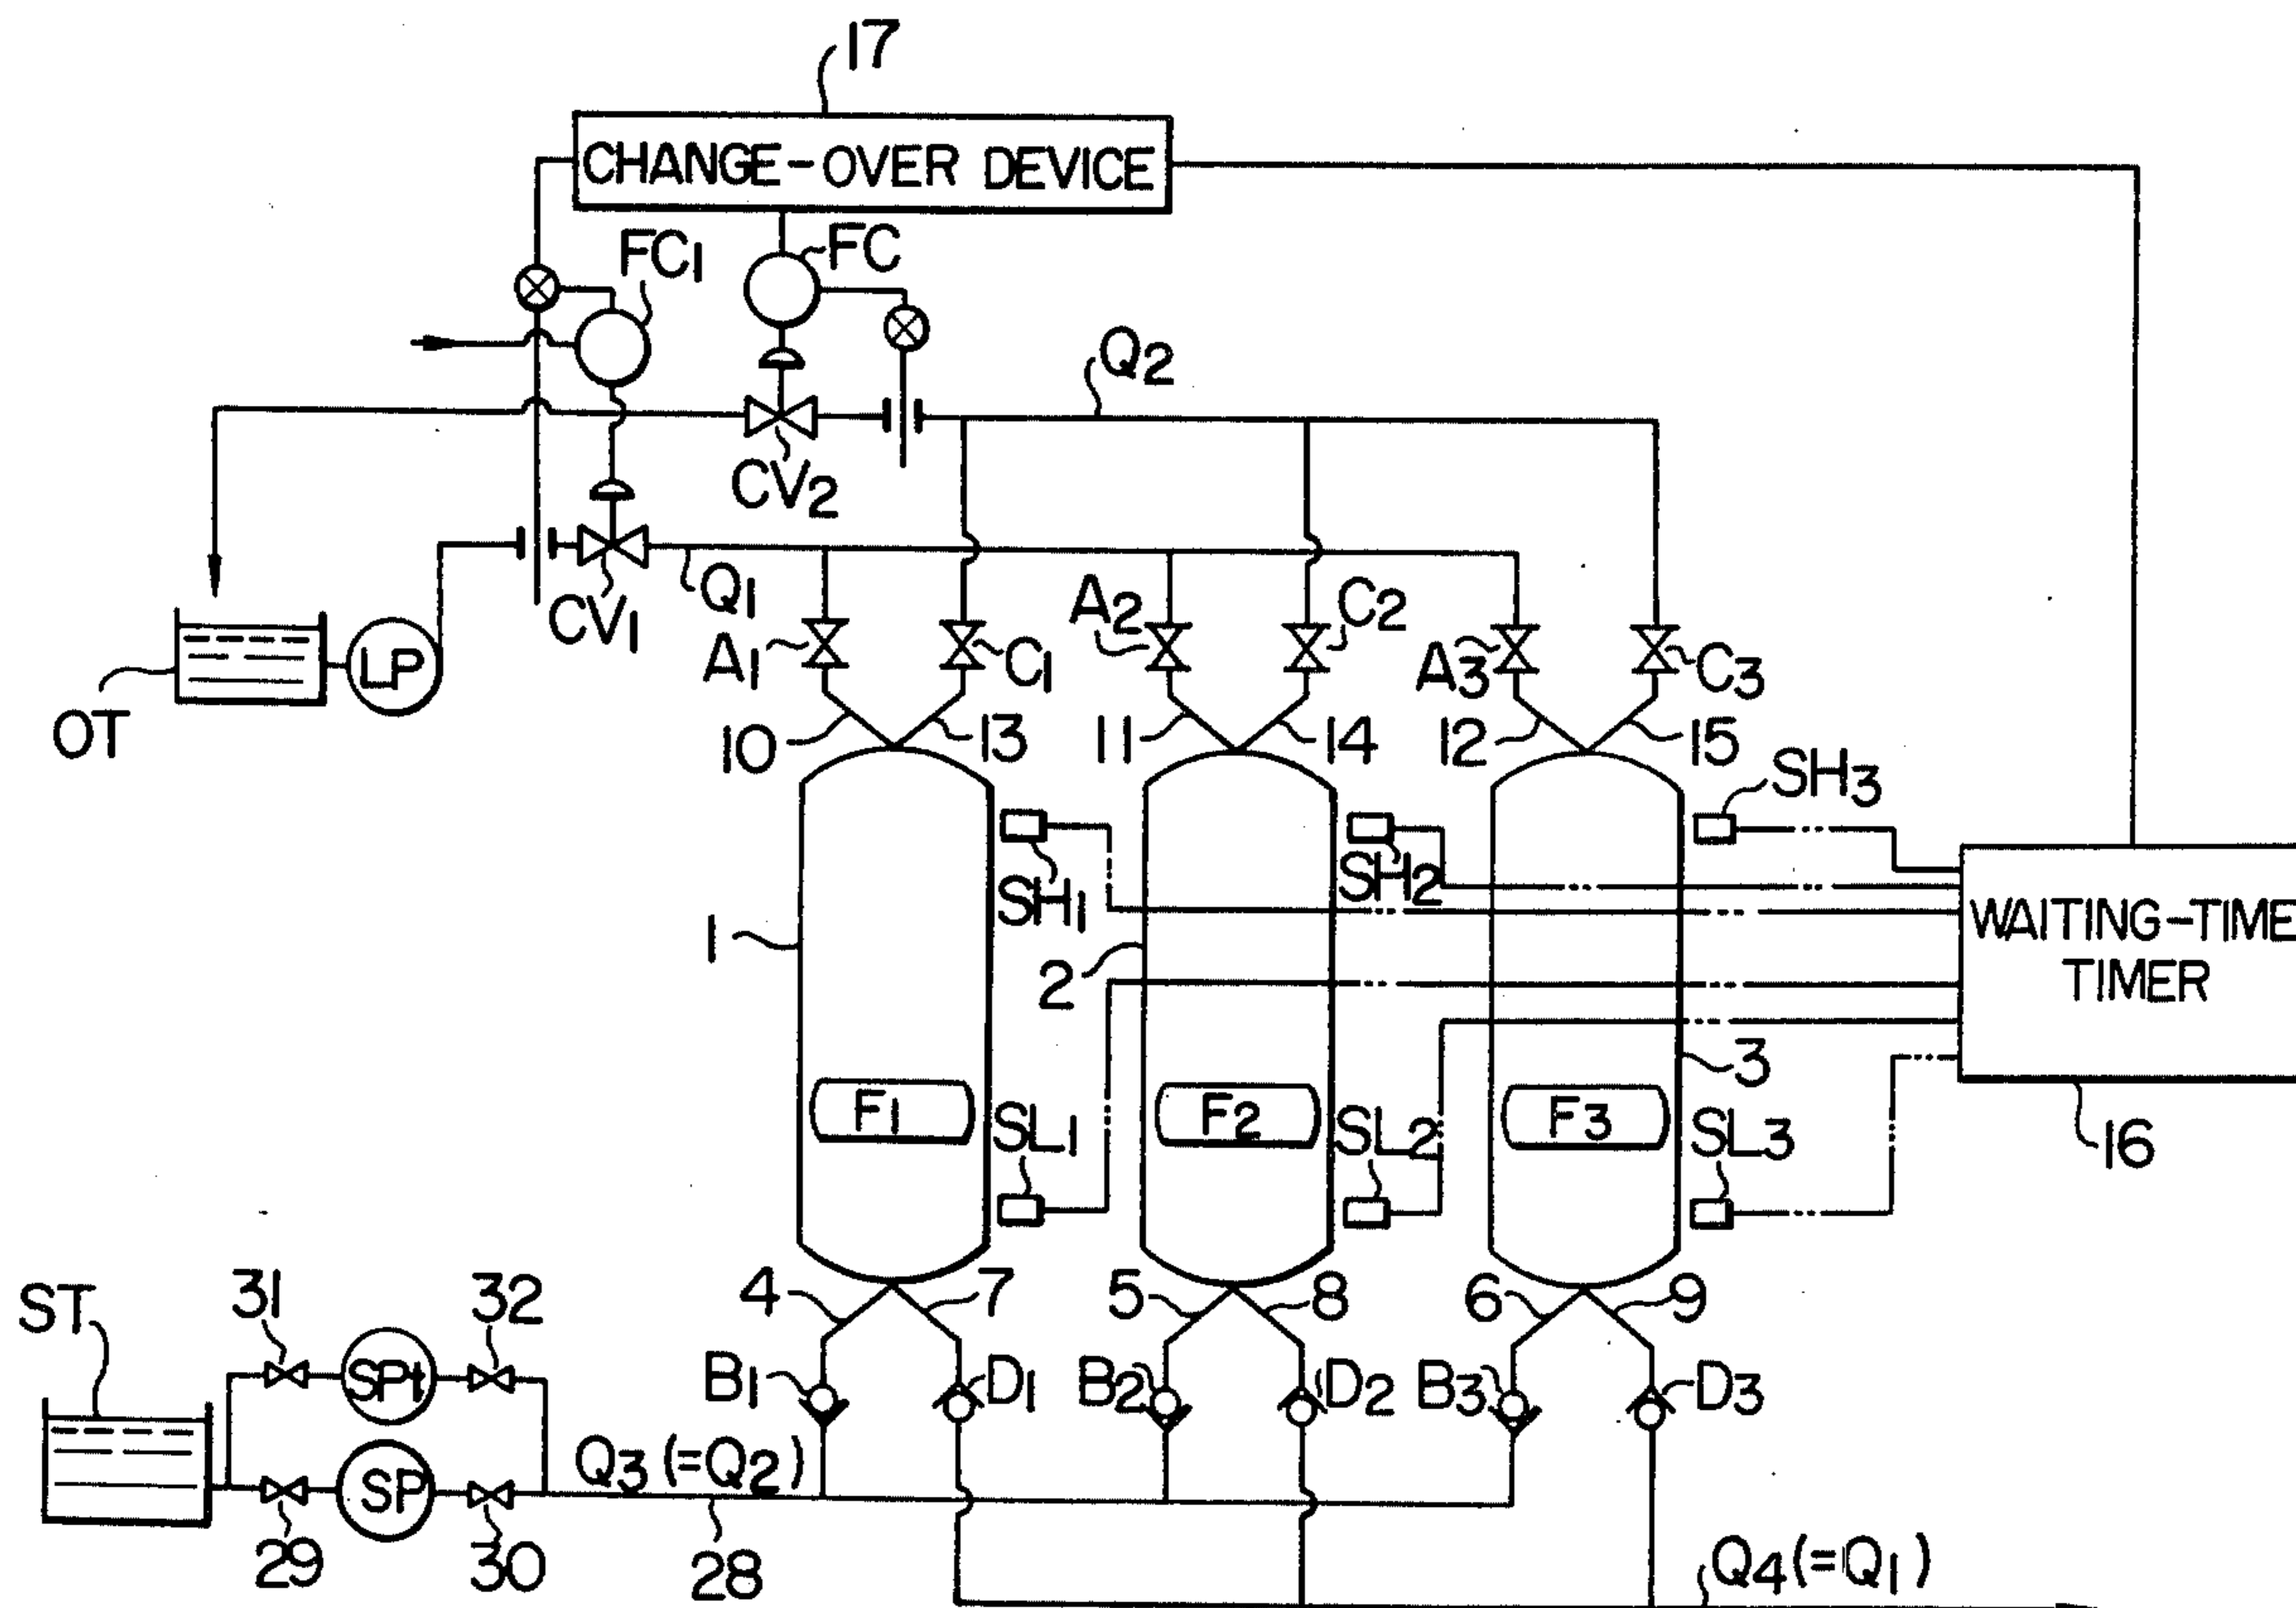 17
CHANGE-OVER DEVICE
FC1
FC
Q2
CV2
CV1
Q1
A1
C1
A2
C2
A3
C3
OT
LP
10
13
11
14
12
15
SH1
SH2
SH3
1
2
3
WAITING-TIME
TIMER
16
F1
F2
F3
SL1
SL2
SL3
ST
31
32
SPt
SP
29
30
4
7
5
8
6
9
B1
D1
B2
D2
B3
D3
Q3 (=Q2)
28
Q4 (=Q1)